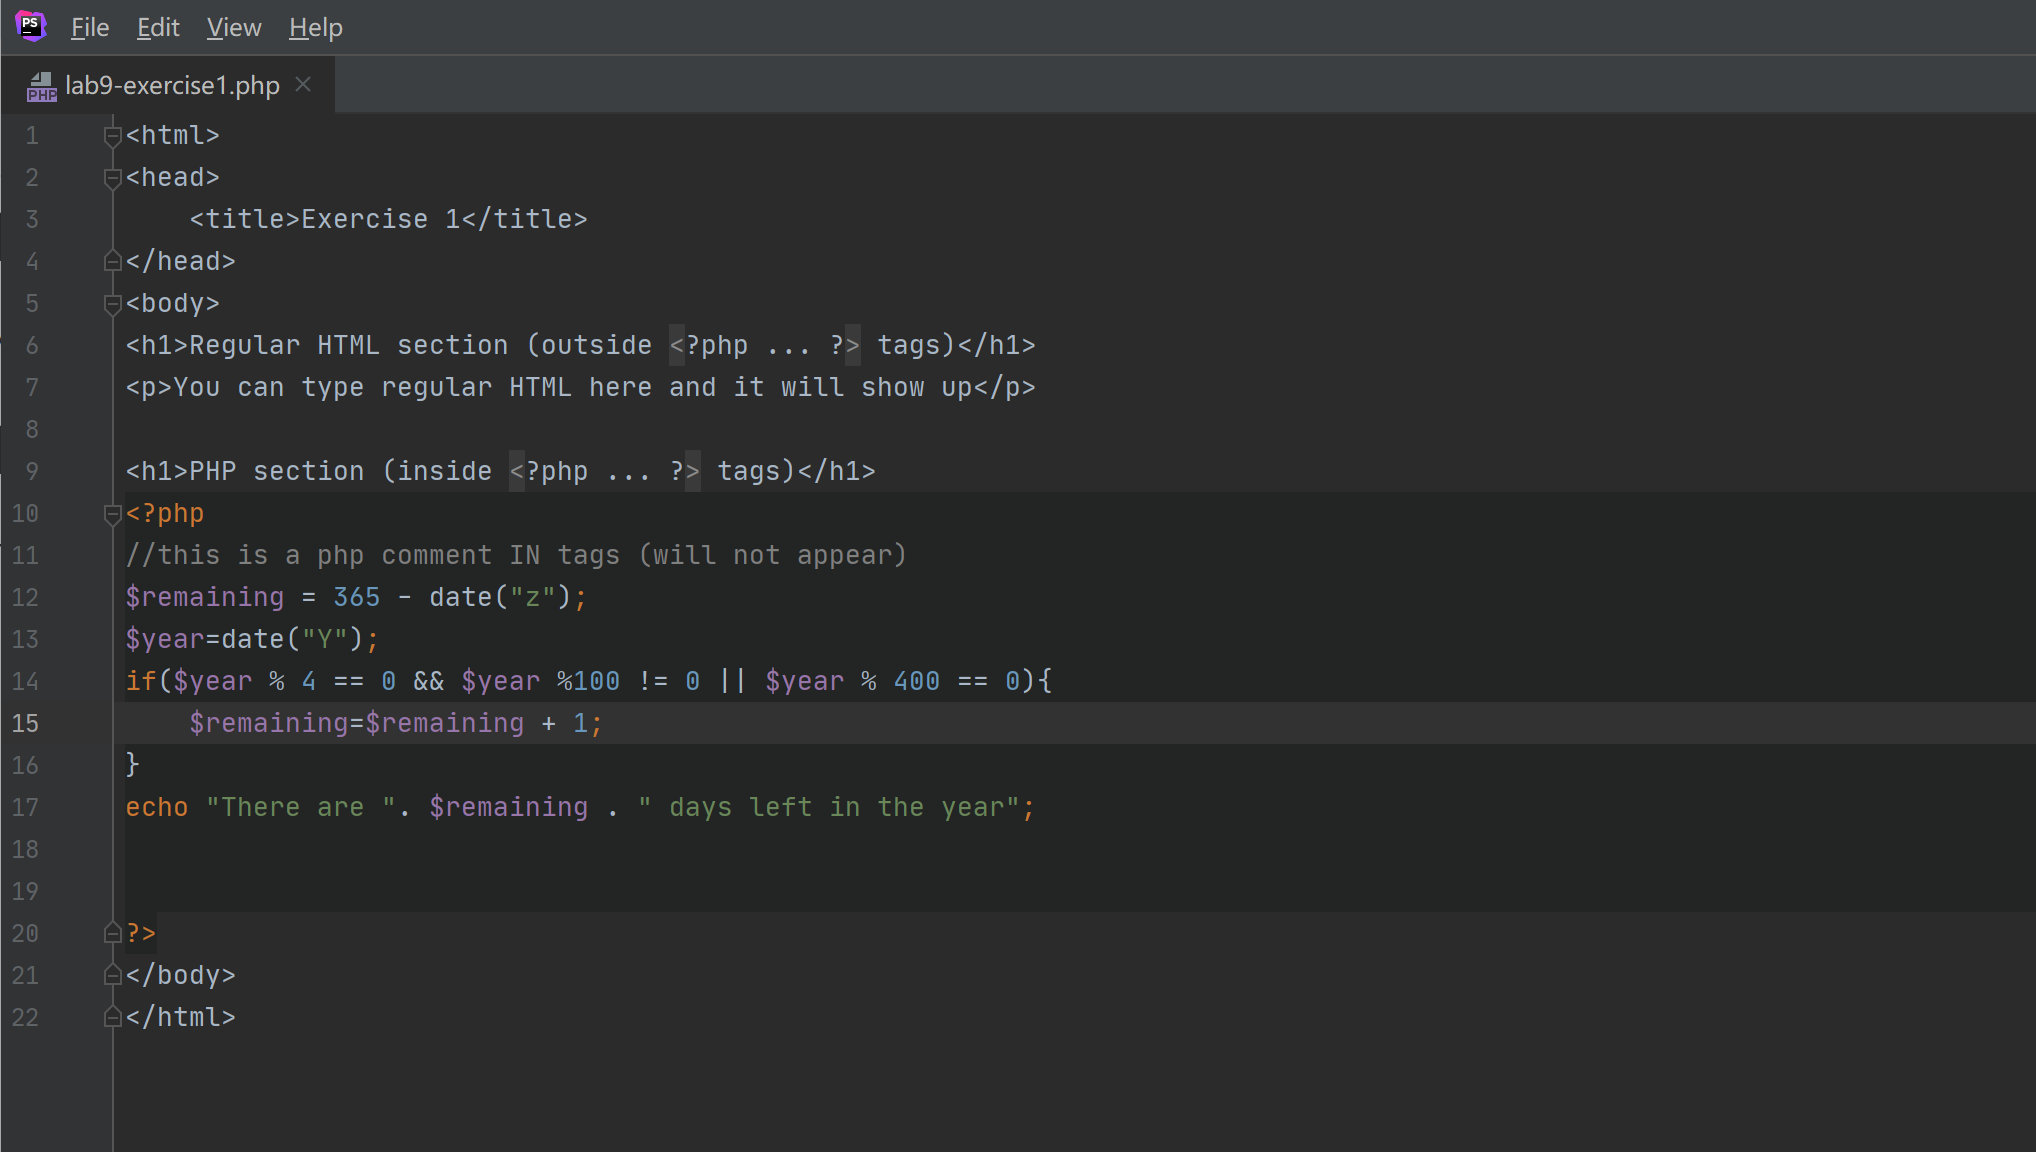 PS
File Edit View Help
PHP lab9-exercise1.php
1 <html>
2 <head>
3     <title>Exercise 1</title>
4 </head>
5 <body>
6 <h1>Regular HTML section (outside <?php ... ?> tags)</h1>
7 <p>You can type regular HTML here and it will show up</p>
8
9 <h1>PHP section (inside <?php ... ?> tags)</h1>
10 <?php
11 //this is a php comment IN tags (will not appear)
12 $remaining = 365 - date("z");
13 $year=date("Y");
14 if($year % 4 == 0 && $year %100 != 0 || $year % 400 == 0){
15     $remaining=$remaining + 1;
16 }
17 echo "There are ". $remaining . " days left in the year";
18
19
20 ?>
21 </body>
22 </html>